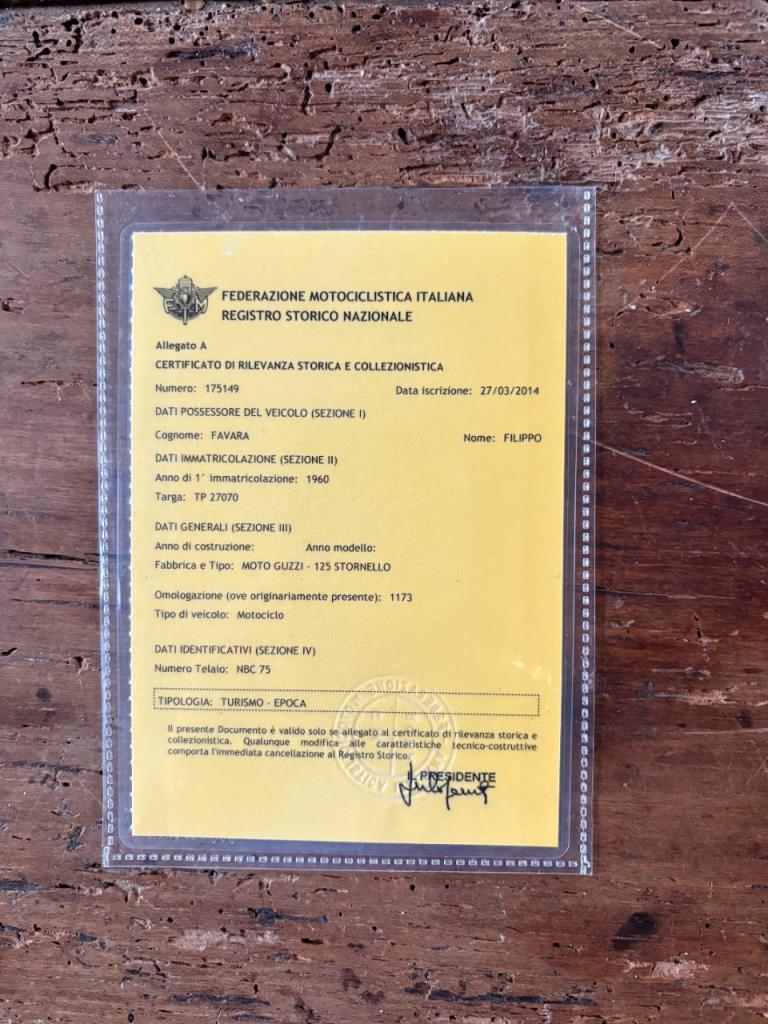 FEDERAZIONE MOTOCICLISTICA ITALIANA
REGISTRO STORICO NAZIONALE
Allegato A
CERTIFICATO DI RILEVANZA STORICA E COLLEZIONISTICA
Numero: 175149 Data iscrizione: 27/03/2014
DATI POSSESSORE DEL VEICOLO (SEZIONE I)
Cognome: FAVARA Nome: FILIPPO
DATI IMMATRICOLAZIONE (SEZIONE II)
Anno di 1° immatricolazione: 1960
Targa: TP 27070
DATI GENERALI (SEZIONE III)
Anno di costruzione: Anno modello:
Fabbrica e Tipo: MOTO GUZZI - 125 STORNELLO
Omologazione (ove originariamente presente): 1173
Tipo di veicolo: Motociclo
DATI IDENTIFICATIVI (SEZIONE IV)
Numero Telaio: NBC 75
TIPOLOGIA: TURISMO - EPOCA
Il presente Documento è valido solo se allegato al certificato di rilevanza storica e
collezionistica. Qualunque modifica alle caratteristiche tecnico-costruttive
comporta l'immediata cancellazione al Registro Storico.
IL PRESIDENTE